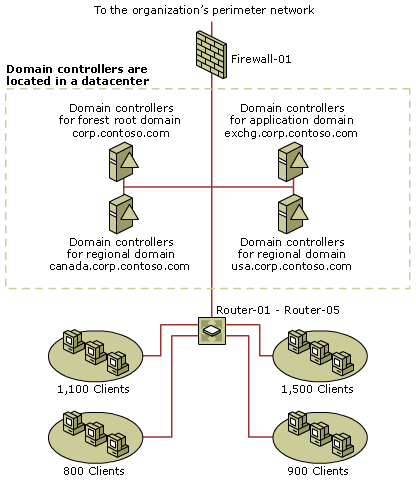 To the organization's perimeter network
Firewall-01
Domain controllers are
located in a datacenter
Domain controllers
for forest root domain
corp.contoso.com
Domain controllers
for application domain
exchg.corp.contoso.com
Domain controllers
for regional domain
canada.corp.contoso.com
Domain controllers
for regional domain
usa.corp.contoso.com
Router-01 - Router-05
1,100 Clients
1,500 Clients
800 Clients
900 Clients